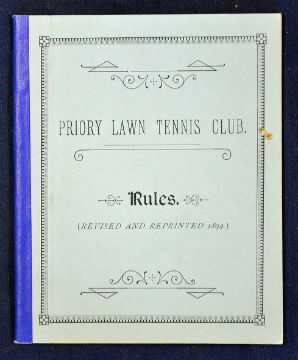 PRIORY LAWN TENNIS CLUB.
Rules.
(REVISED AND REPRINTED 1894.)